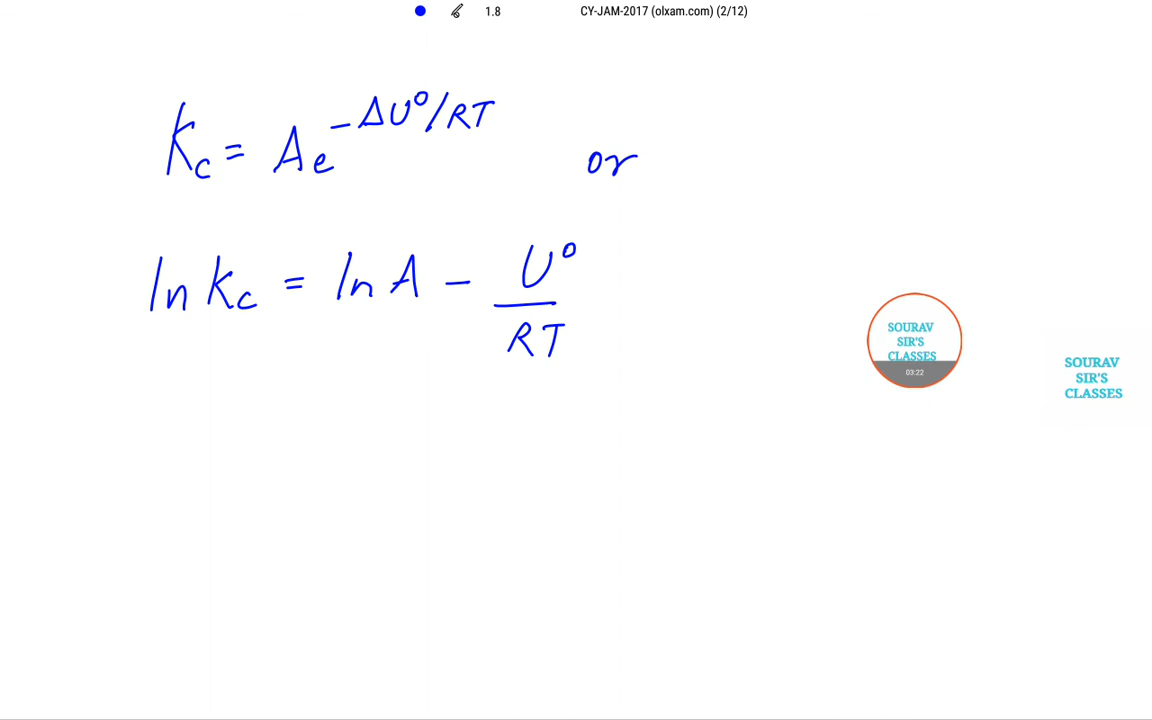 1.8 CY-JAM-2017 (olxam.com) (2/12)
Kc = Ae^-ΔU°/RT or
ln Kc = ln A - U°/RT
SOURAV
SIR'S
CLASSES
03:22
SOURAV
SIR'S
CLASSES